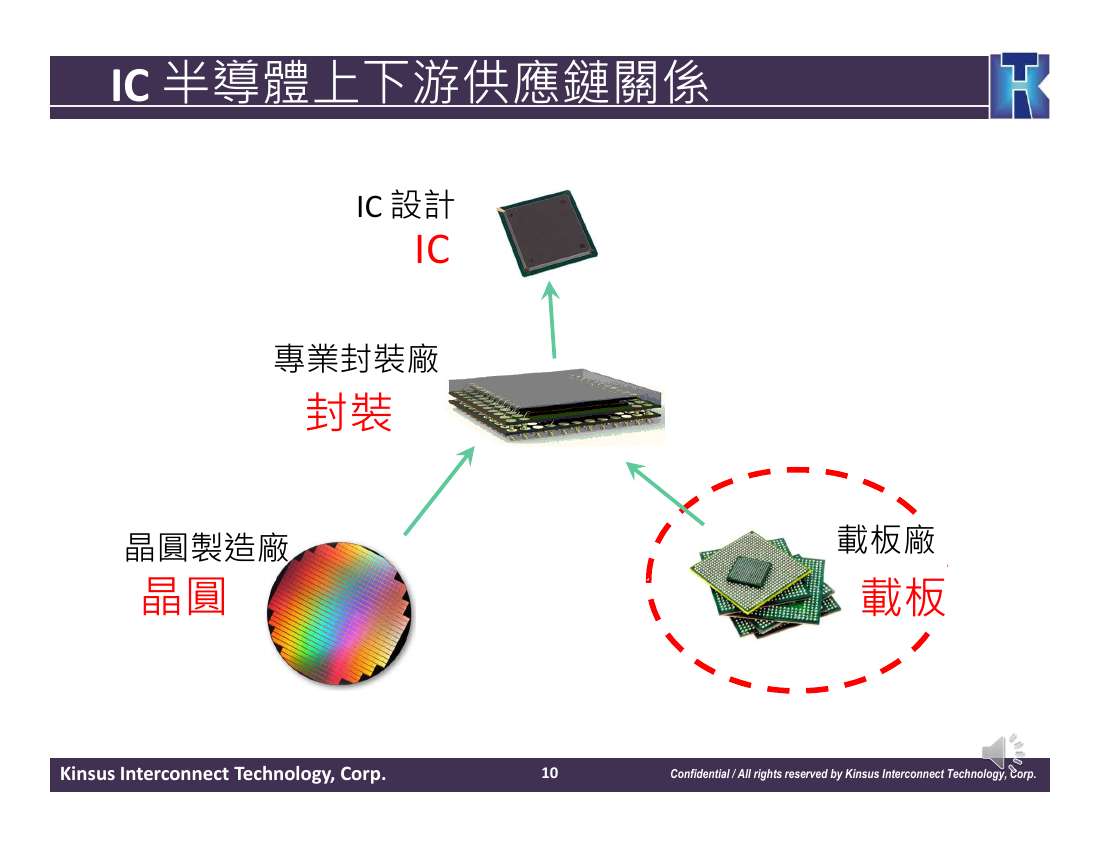 IC 半導體上下游供應鏈關係
IC 設計
IC
專業封裝廠
封裝
晶圓製造廠
晶圓
載板廠
載板
Kinsus Interconnect Technology, Corp.
10
Confidential / All rights reserved by Kinsus Interconnect Technology, Corp.